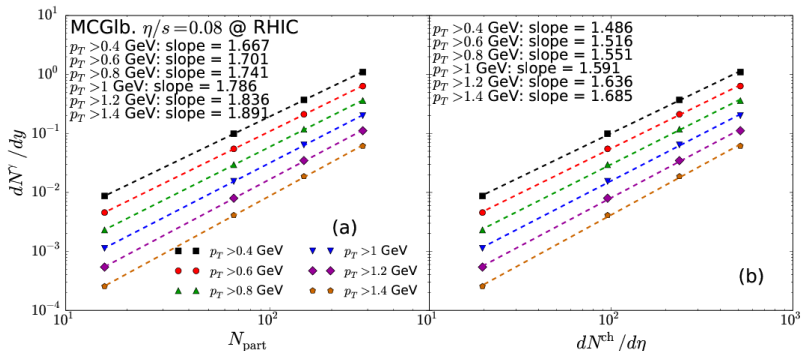 MCGlb. η/s=0.08 @ RHIC
p_T >0.4 GeV: slope = 1.667
p_T >0.6 GeV: slope = 1.701
p_T >0.8 GeV: slope = 1.741
p_T >1 GeV: slope = 1.786
p_T >1.2 GeV: slope = 1.836
p_T >1.4 GeV: slope = 1.891
p_T >0.4 GeV: slope = 1.486
p_T >0.6 GeV: slope = 1.516
p_T >0.8 GeV: slope = 1.551
p_T >1 GeV: slope = 1.591
p_T >1.2 GeV: slope = 1.636
p_T >1.4 GeV: slope = 1.685
10^1
10^0
10^-1
10^-2
10^-3
10^-4
dN^γ/dy
(a)
p_T >0.4 GeV
p_T >0.6 GeV
p_T >0.8 GeV
p_T >1 GeV
p_T >1.2 GeV
p_T >1.4 GeV
(b)
10^1 10^2 10^1 10^2 10^3
N_part
dN^ch/dη